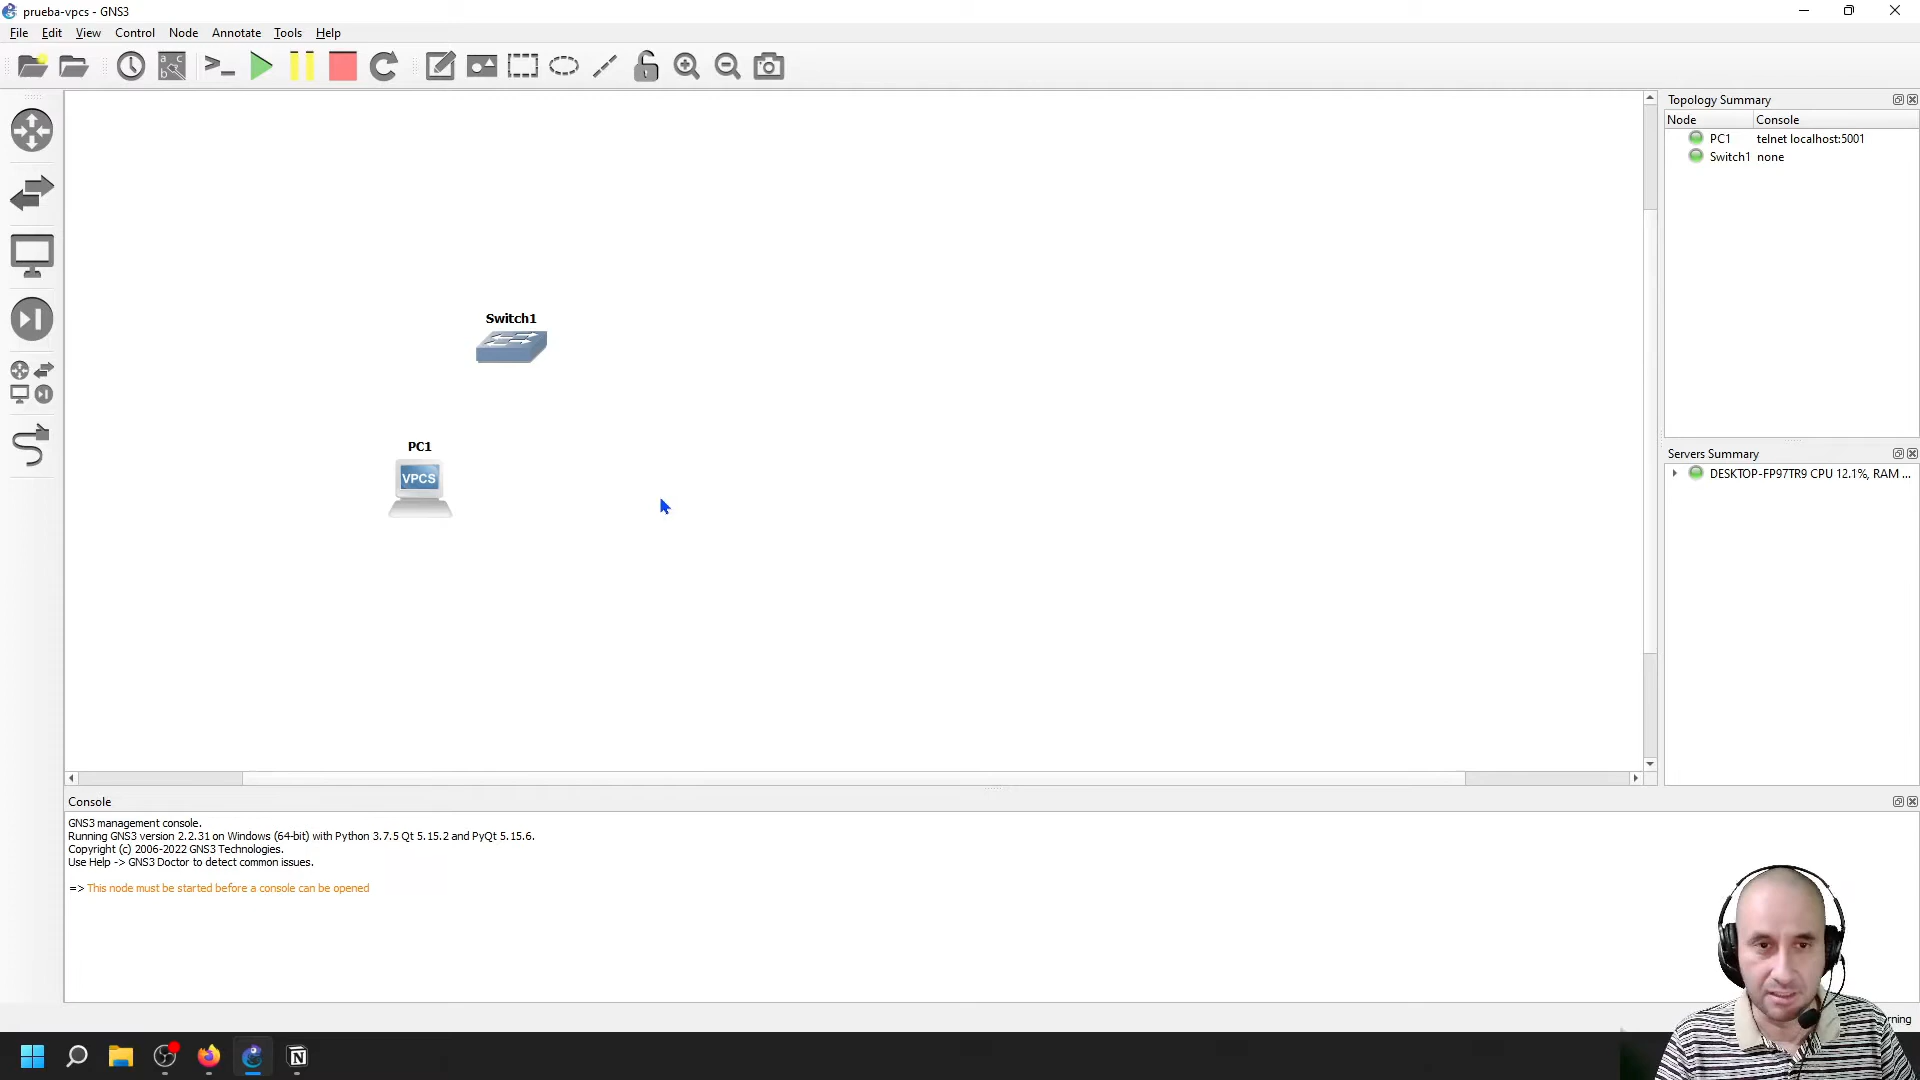 prueba-vpcs - GNS3
File Edit View Control Node Annotate Tools Help
Topology Summary
Node Console
PC1 telnet localhost:5001
Switch1 none
Switch1
PC1
VPCS
Servers Summary
DESKTOP-FP97TR9 CPU 12.1%, RAM ...
Console
GNS3 management console.
Running GNS3 version 2.2.31 on Windows (64-bit) with Python 3.7.5 Qt 5.15.2 and PyQt 5.15.6.
Copyright (c) 2006-2022 GNS3 Technologies.
Use Help -> GNS3 Doctor to detect common issues.
=> This node must be started before a console can be opened